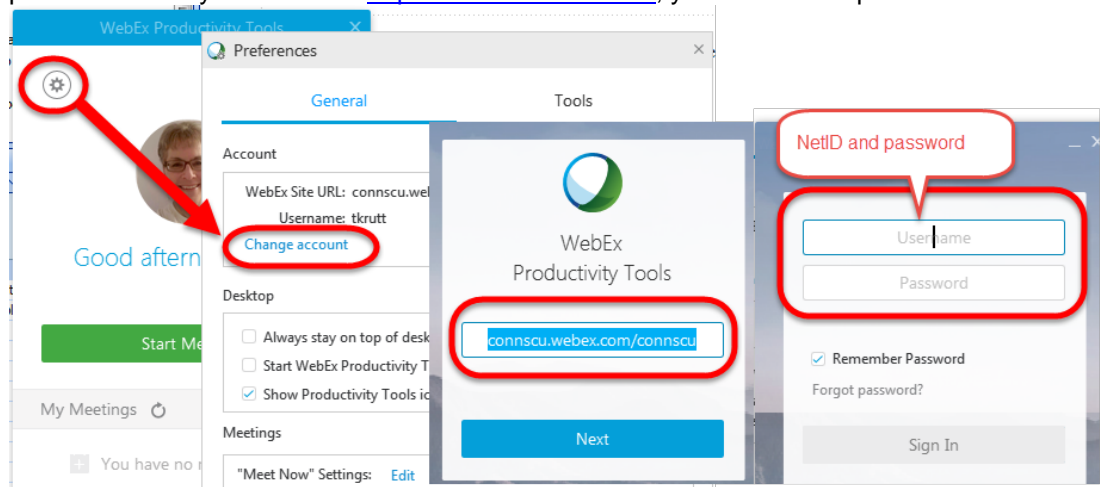 WebEx Productivity Tools
Preferences
General
Tools
Account
WebEx Site URL: connscu.we
Username: tkrutt
Change account
Good aftern
Desktop
Always stay on top of desk
Start WebEx Productivity T
Show Productivity Tools ic
Start Me
My Meetings
Meetings
You have no
"Meet Now" Settings: Edit
WebEx
Productivity Tools
connscu.webex.com/connscu
Next
NetID and password
Username
Password
Remember Password
Forgot password?
Sign In